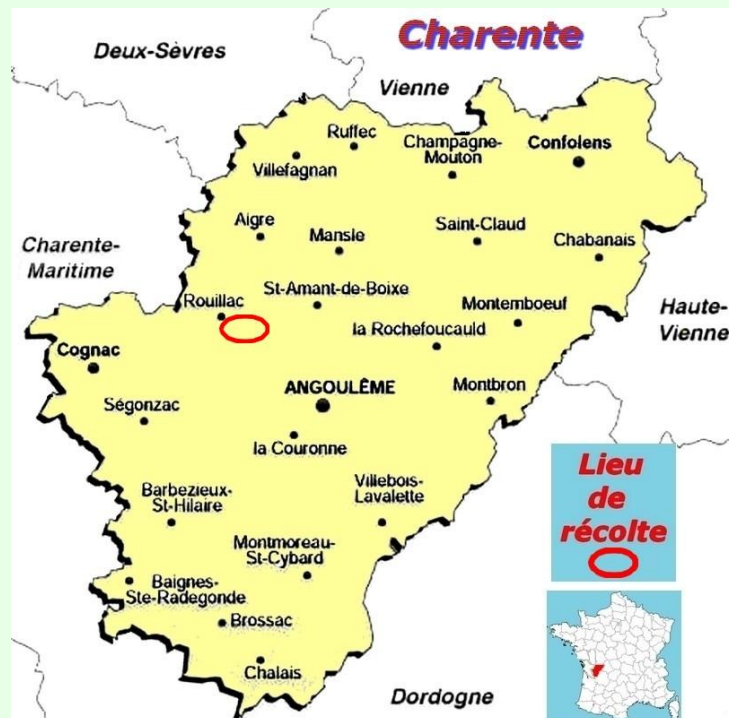 Charente
Deux-Sèvres
Vienne
Ruffec
Villefagnan
Champagne-
Mouton
Confolens
Aigre
Mansle
Saint-Claud
Chabanais
Charente-
Maritime
Rouillac
St-Amant-de-Boixe
Montemboeuf
la Rochefoucauld
Haute-
Vienne
Cognac
ANGOULÊME
Montbron
Ségonzac
la Couronne
Lieu
de
récolte
Barbezieux-
St-Hilaire
Villebois-
Lavalette
Montmoreau-
St-Cybard
Baignes-
Ste-Radegonde
Brossac
Chalais
Dordogne